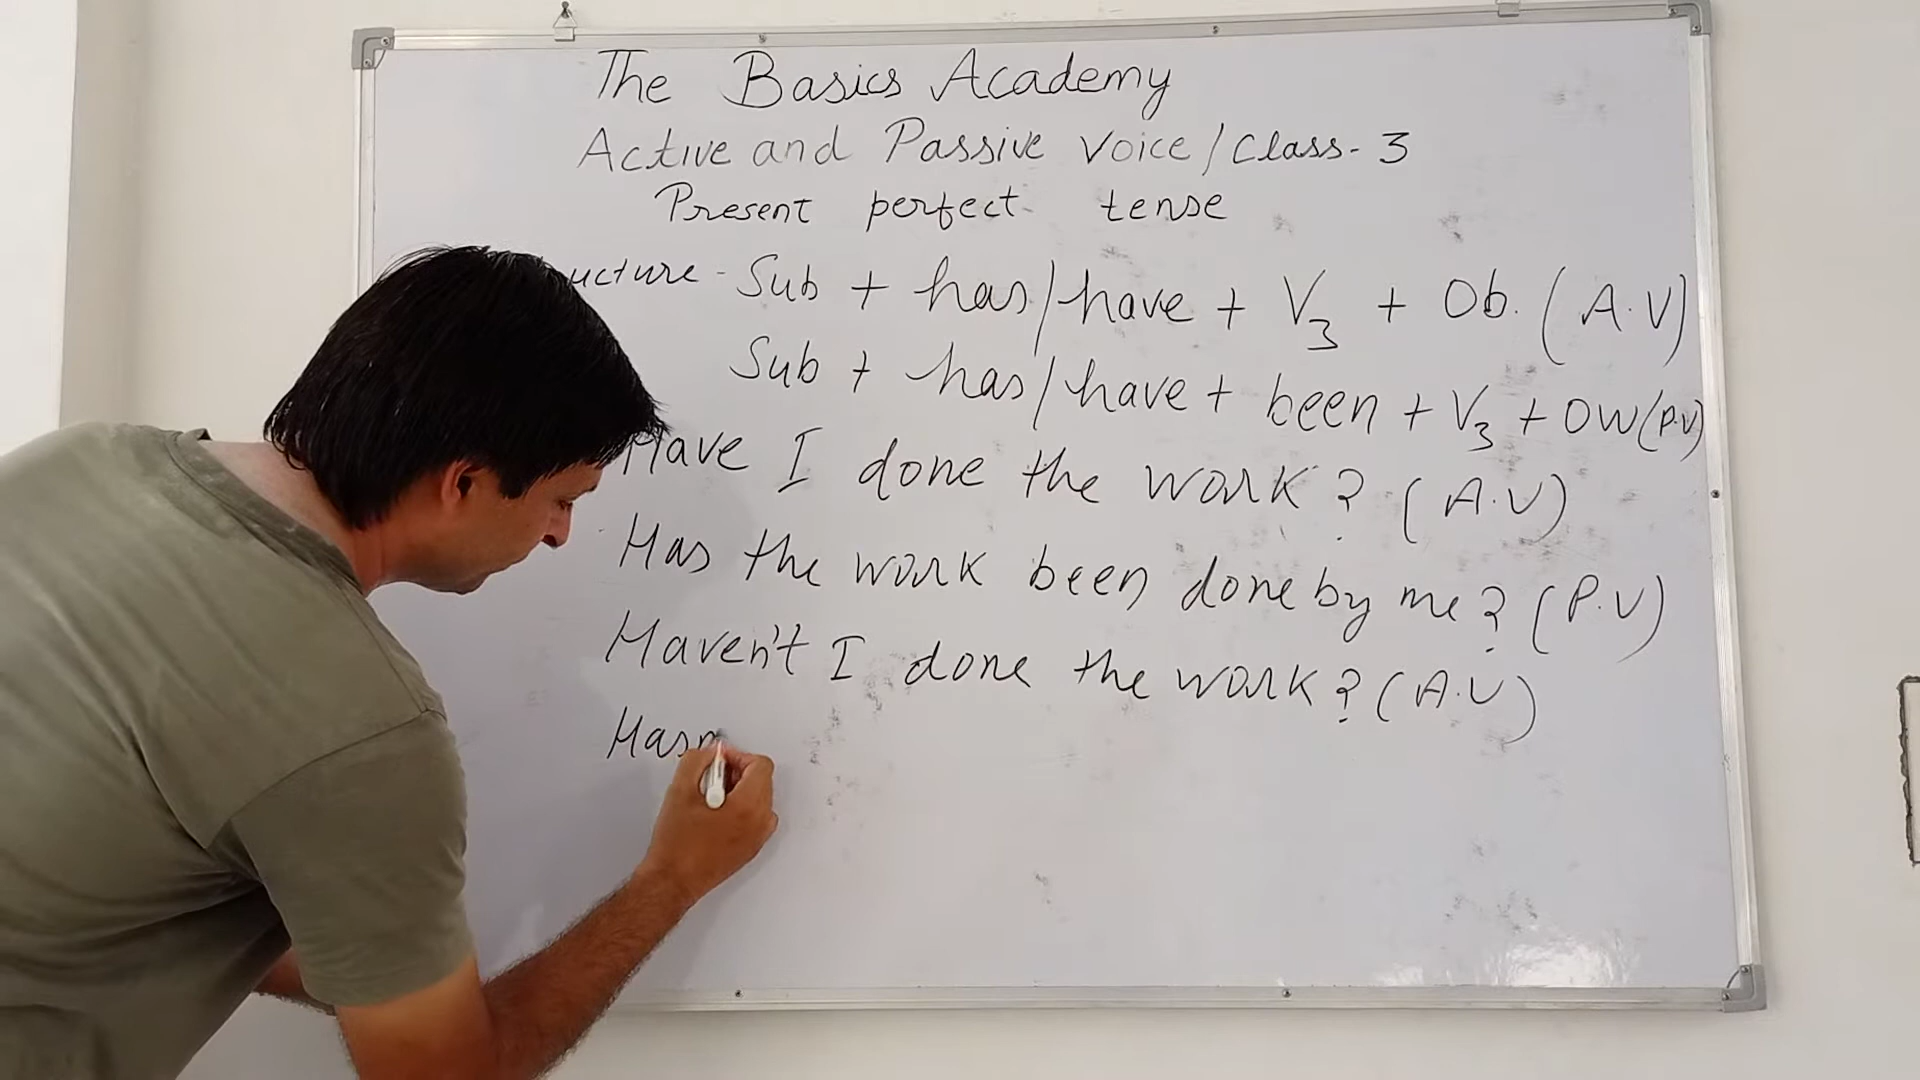 The Basics Academy
Active and Passive Voice / Class - 3
Present perfect tense
ucture - Sub + has/have + V3 + Ob. (A.V)
Sub + has/have + been + V3 + OW (P.V)
Have I done the work? (A.V)
Has the work been done by me? (P.V)
Haven't I done the work? (A.V)
Hasn